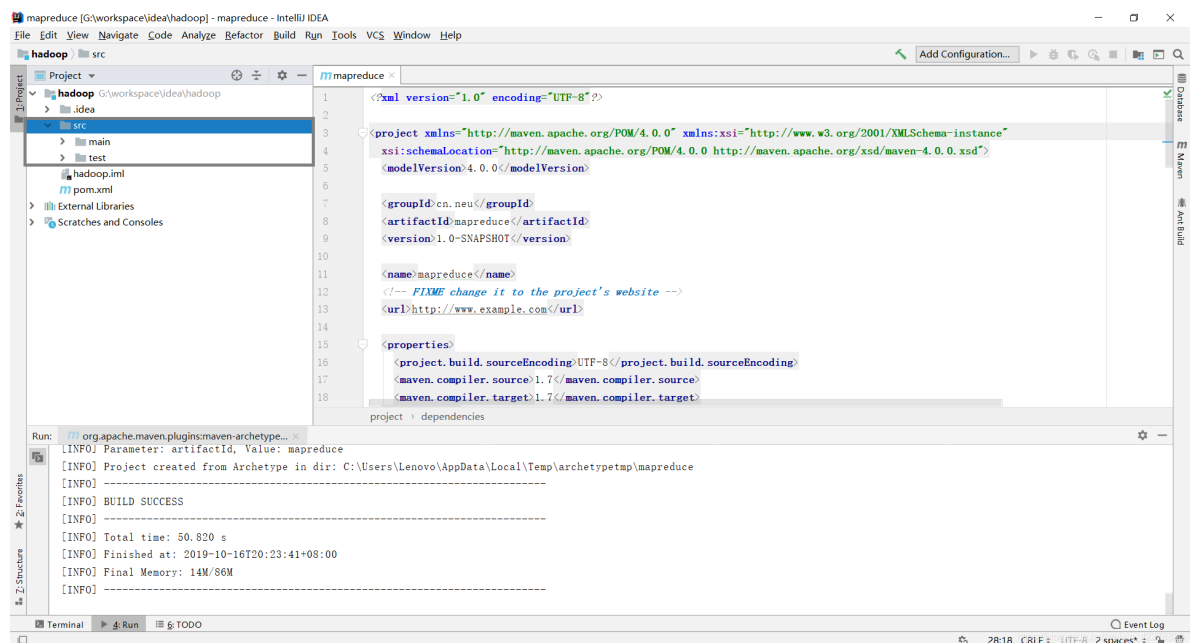 mapreduce [G:\workspace\idea\hadoop] - mapreduce - IntelliJ IDEA
File Edit View Navigate Code Analyze Refactor Build Run Tools VCS Window Help
hadoop src
Add Configuration...
1: Project
Project
mapreduce
hadoop G:\workspace\idea\hadoop
.idea
src
main
test
hadoop.iml
pom.xml
External Libraries
Scratches and Consoles
1 <?xml version="1.0" encoding="UTF-8"?>
2
3 <project xmlns="http://maven.apache.org/POM/4.0.0" xmlns:xsi="http://www.w3.org/2001/XMLSchema-instance"
4 xsi:schemaLocation="http://maven.apache.org/POM/4.0.0 http://maven.apache.org/xsd/maven-4.0.0.xsd">
5 <modelVersion>4.0.0</modelVersion>
6
7 <groupId>cn.neu</groupId>
8 <artifactId>mapreduce</artifactId>
9 <version>1.0-SNAPSHOT</version>
10
11 <name>mapreduce</name>
12 <!-- FIXME change it to the project's website -->
13 <url>http://www.example.com</url>
14
15 <properties>
16 <project.build.sourceEncoding>UTF-8</project.build.sourceEncoding>
17 <maven.compiler.source>1.7</maven.compiler.source>
18 <maven.compiler.target>1.7</maven.compiler.target>
project › dependencies
Database
m Maven
Ant Build
Run: org.apache.maven.plugins:maven-archetype...
[INFO] Parameter: artifactId, Value: mapreduce
[INFO] Project created from Archetype in dir: C:\Users\Lenovo\AppData\Local\Temp\archetypetmp\mapreduce
[INFO] ------------------------------------------------------------------------
[INFO] BUILD SUCCESS
[INFO] ------------------------------------------------------------------------
[INFO] Total time: 50.820 s
[INFO] Finished at: 2019-10-16T20:23:41+08:00
[INFO] Final Memory: 14M/86M
[INFO] ------------------------------------------------------------------------
2: Favorites
Z: Structure
Terminal 4: Run 6: TODO
Event Log
28:18 CRLF UTF-8 2 spaces*